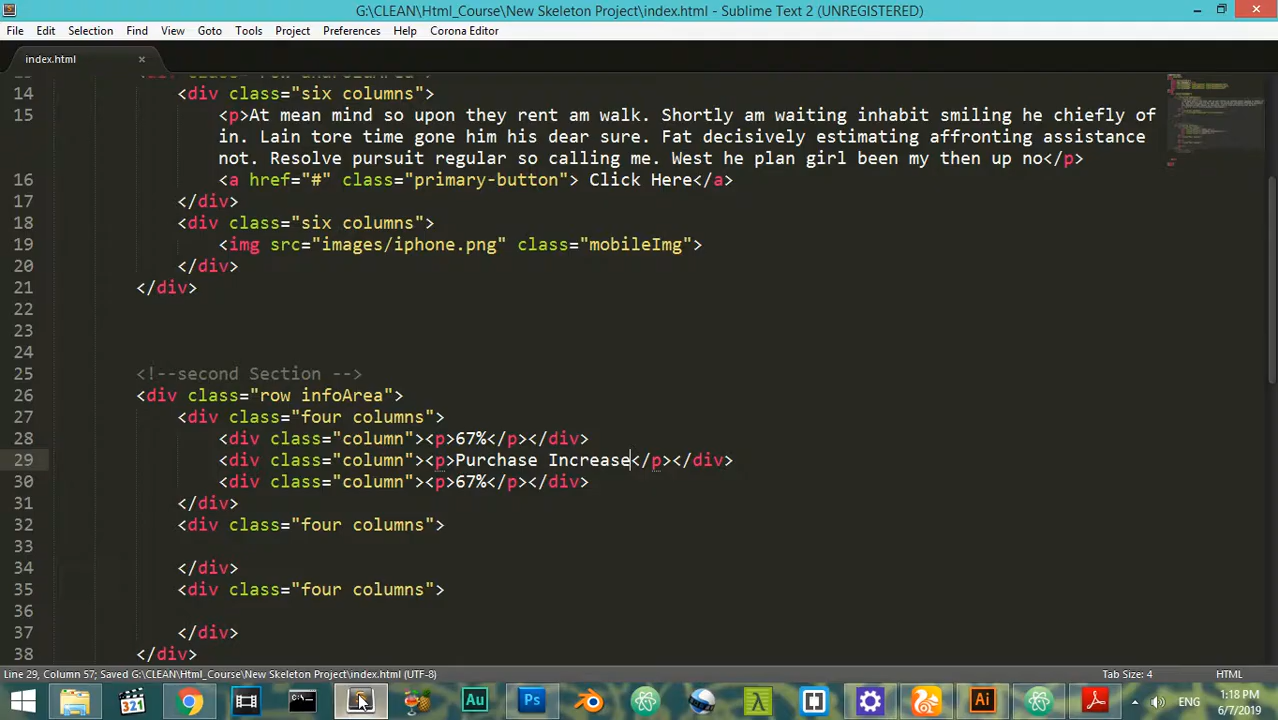 G:\CLEAN\Html_Course\New Skeleton Project\index.html - Sublime Text 2 (UNREGISTERED)
File Edit Selection Find View Goto Tools Project Preferences Help Corona Editor
index.html ×
14 <div class="six columns">
15 <p>At mean mind so upon they rent am walk. Shortly am waiting inhabit smiling he chiefly of
in. Lain tore time gone him his dear sure. Fat decisively estimating affronting assistance
not. Resolve pursuit regular so calling me. West he plan girl been my then up no</p>
16 <a href="#" class="primary-button"> Click Here</a>
17 </div>
18 <div class="six columns">
19 <img src="images/iphone.png" class="mobileImg">
20 </div>
21 </div>
22
23
24
25 <!--second Section -->
26 <div class="row infoArea">
27 <div class="four columns">
28 <div class="column"><p>67%</p></div>
29 <div class="column"><p>Purchase Increase</p></div>
30 <div class="column"><p>67%</p></div>
31 </div>
32 <div class="four columns">
33
34 </div>
35 <div class="four columns">
36
37 </div>
38 </div>
Line 29, Column 57; Saved G:\CLEAN\Html_Course\New Skeleton Project\index.html (UTF-8) Tab Size: 4 HTML
321 Au Ps Ai ENG 1:18 PM
6/7/2019